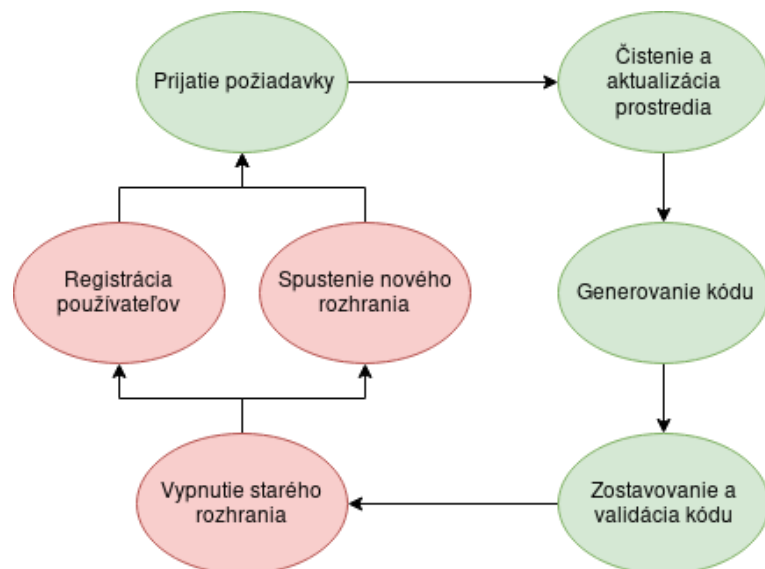 Prijatie požiadavky
Čistenie a
aktualizácia
prostredia
Registrácia
používateľov
Spustenie nového
rozhrania
Generovanie kódu
Vypnutie starého
rozhrania
Zostavovanie a
validácia kódu